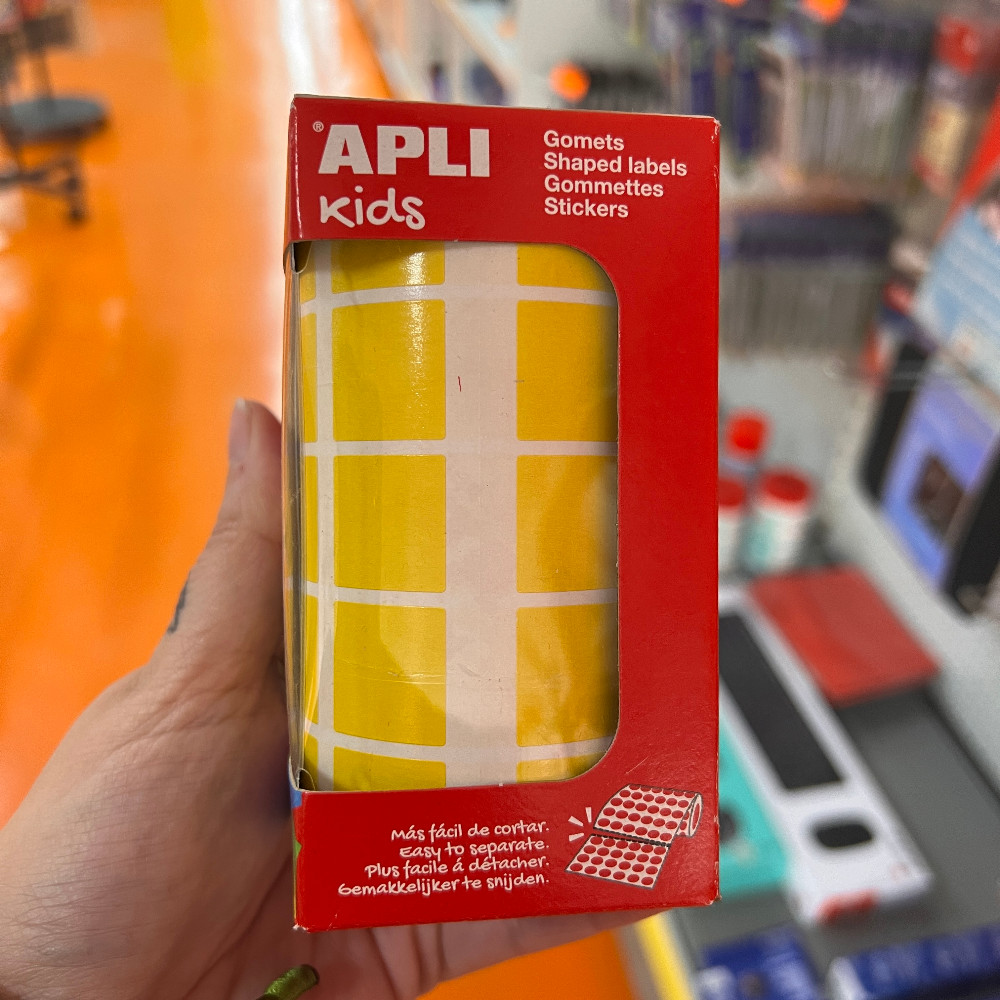 ® APLI
kids
Gomets
Shaped labels
Gommettes
Stickers
Más fácil de cortar.
Easy to separate.
Plus facile á détacher.
Gemakkelijker te snijden.